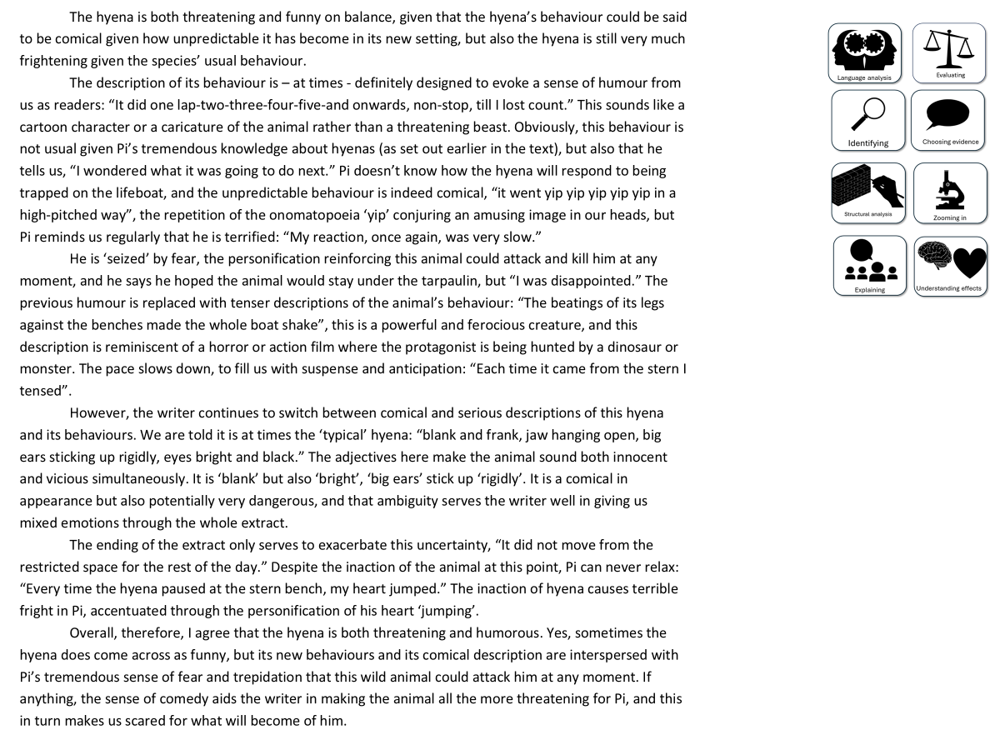 The hyena is both threatening and funny on balance, given that the hyena’s behaviour could be said
to be comical given how unpredictable it has become in its new setting, but also the hyena is still very much
frightening given the species’ usual behaviour.
The description of its behaviour is – at times - definitely designed to evoke a sense of humour from
us as readers: “It did one lap-two-three-four-five-and onwards, non-stop, till I lost count.” This sounds like a
cartoon character or a caricature of the animal rather than a threatening beast. Obviously, this behaviour is
not usual given Pi’s tremendous knowledge about hyenas (as set out earlier in the text), but also that he
tells us, “I wondered what it was going to do next.” Pi doesn’t know how the hyena will respond to being
trapped on the lifeboat, and the unpredictable behaviour is indeed comical, “it went yip yip yip yip yip in a
high-pitched way”, the repetition of the onomatopoeia ‘yip’ conjuring an amusing image in our heads, but
Pi reminds us regularly that he is terrified: “My reaction, once again, was very slow.”
He is ‘seized’ by fear, the personification reinforcing this animal could attack and kill him at any
moment, and he says he hoped the animal would stay under the tarpaulin, but “I was disappointed.” The
previous humour is replaced with tenser descriptions of the animal’s behaviour: “The beatings of its legs
against the benches made the whole boat shake”, this is a powerful and ferocious creature, and this
description is reminiscent of a horror or action film where the protagonist is being hunted by a dinosaur or
monster. The pace slows down, to fill us with suspense and anticipation: “Each time it came from the stern I
tensed”.
However, the writer continues to switch between comical and serious descriptions of this hyena
and its behaviours. We are told it is at times the ‘typical’ hyena: “blank and frank, jaw hanging open, big
ears sticking up rigidly, eyes bright and black.” The adjectives here make the animal sound both innocent
and vicious simultaneously. It is ‘blank’ but also ‘bright’, ‘big ears’ stick up ‘rigidly’. It is a comical in
appearance but also potentially very dangerous, and that ambiguity serves the writer well in giving us
mixed emotions through the whole extract.
The ending of the extract only serves to exacerbate this uncertainty, “It did not move from the
restricted space for the rest of the day.” Despite the inaction of the animal at this point, Pi can never relax:
“Every time the hyena paused at the stern bench, my heart jumped.” The inaction of hyena causes terrible
fright in Pi, accentuated through the personification of his heart ‘jumping’.
Overall, therefore, I agree that the hyena is both threatening and humorous. Yes, sometimes the
hyena does come across as funny, but its new behaviours and its comical description are interspersed with
Pi’s tremendous sense of fear and trepidation that this wild animal could attack him at any moment. If
anything, the sense of comedy aids the writer in making the animal all the more threatening for Pi, and this
in turn makes us scared for what will become of him.
Language analysis
Evaluating
Identifying
Choosing evidence
Structural analysis
Zooming in
Explaining
Understanding effects